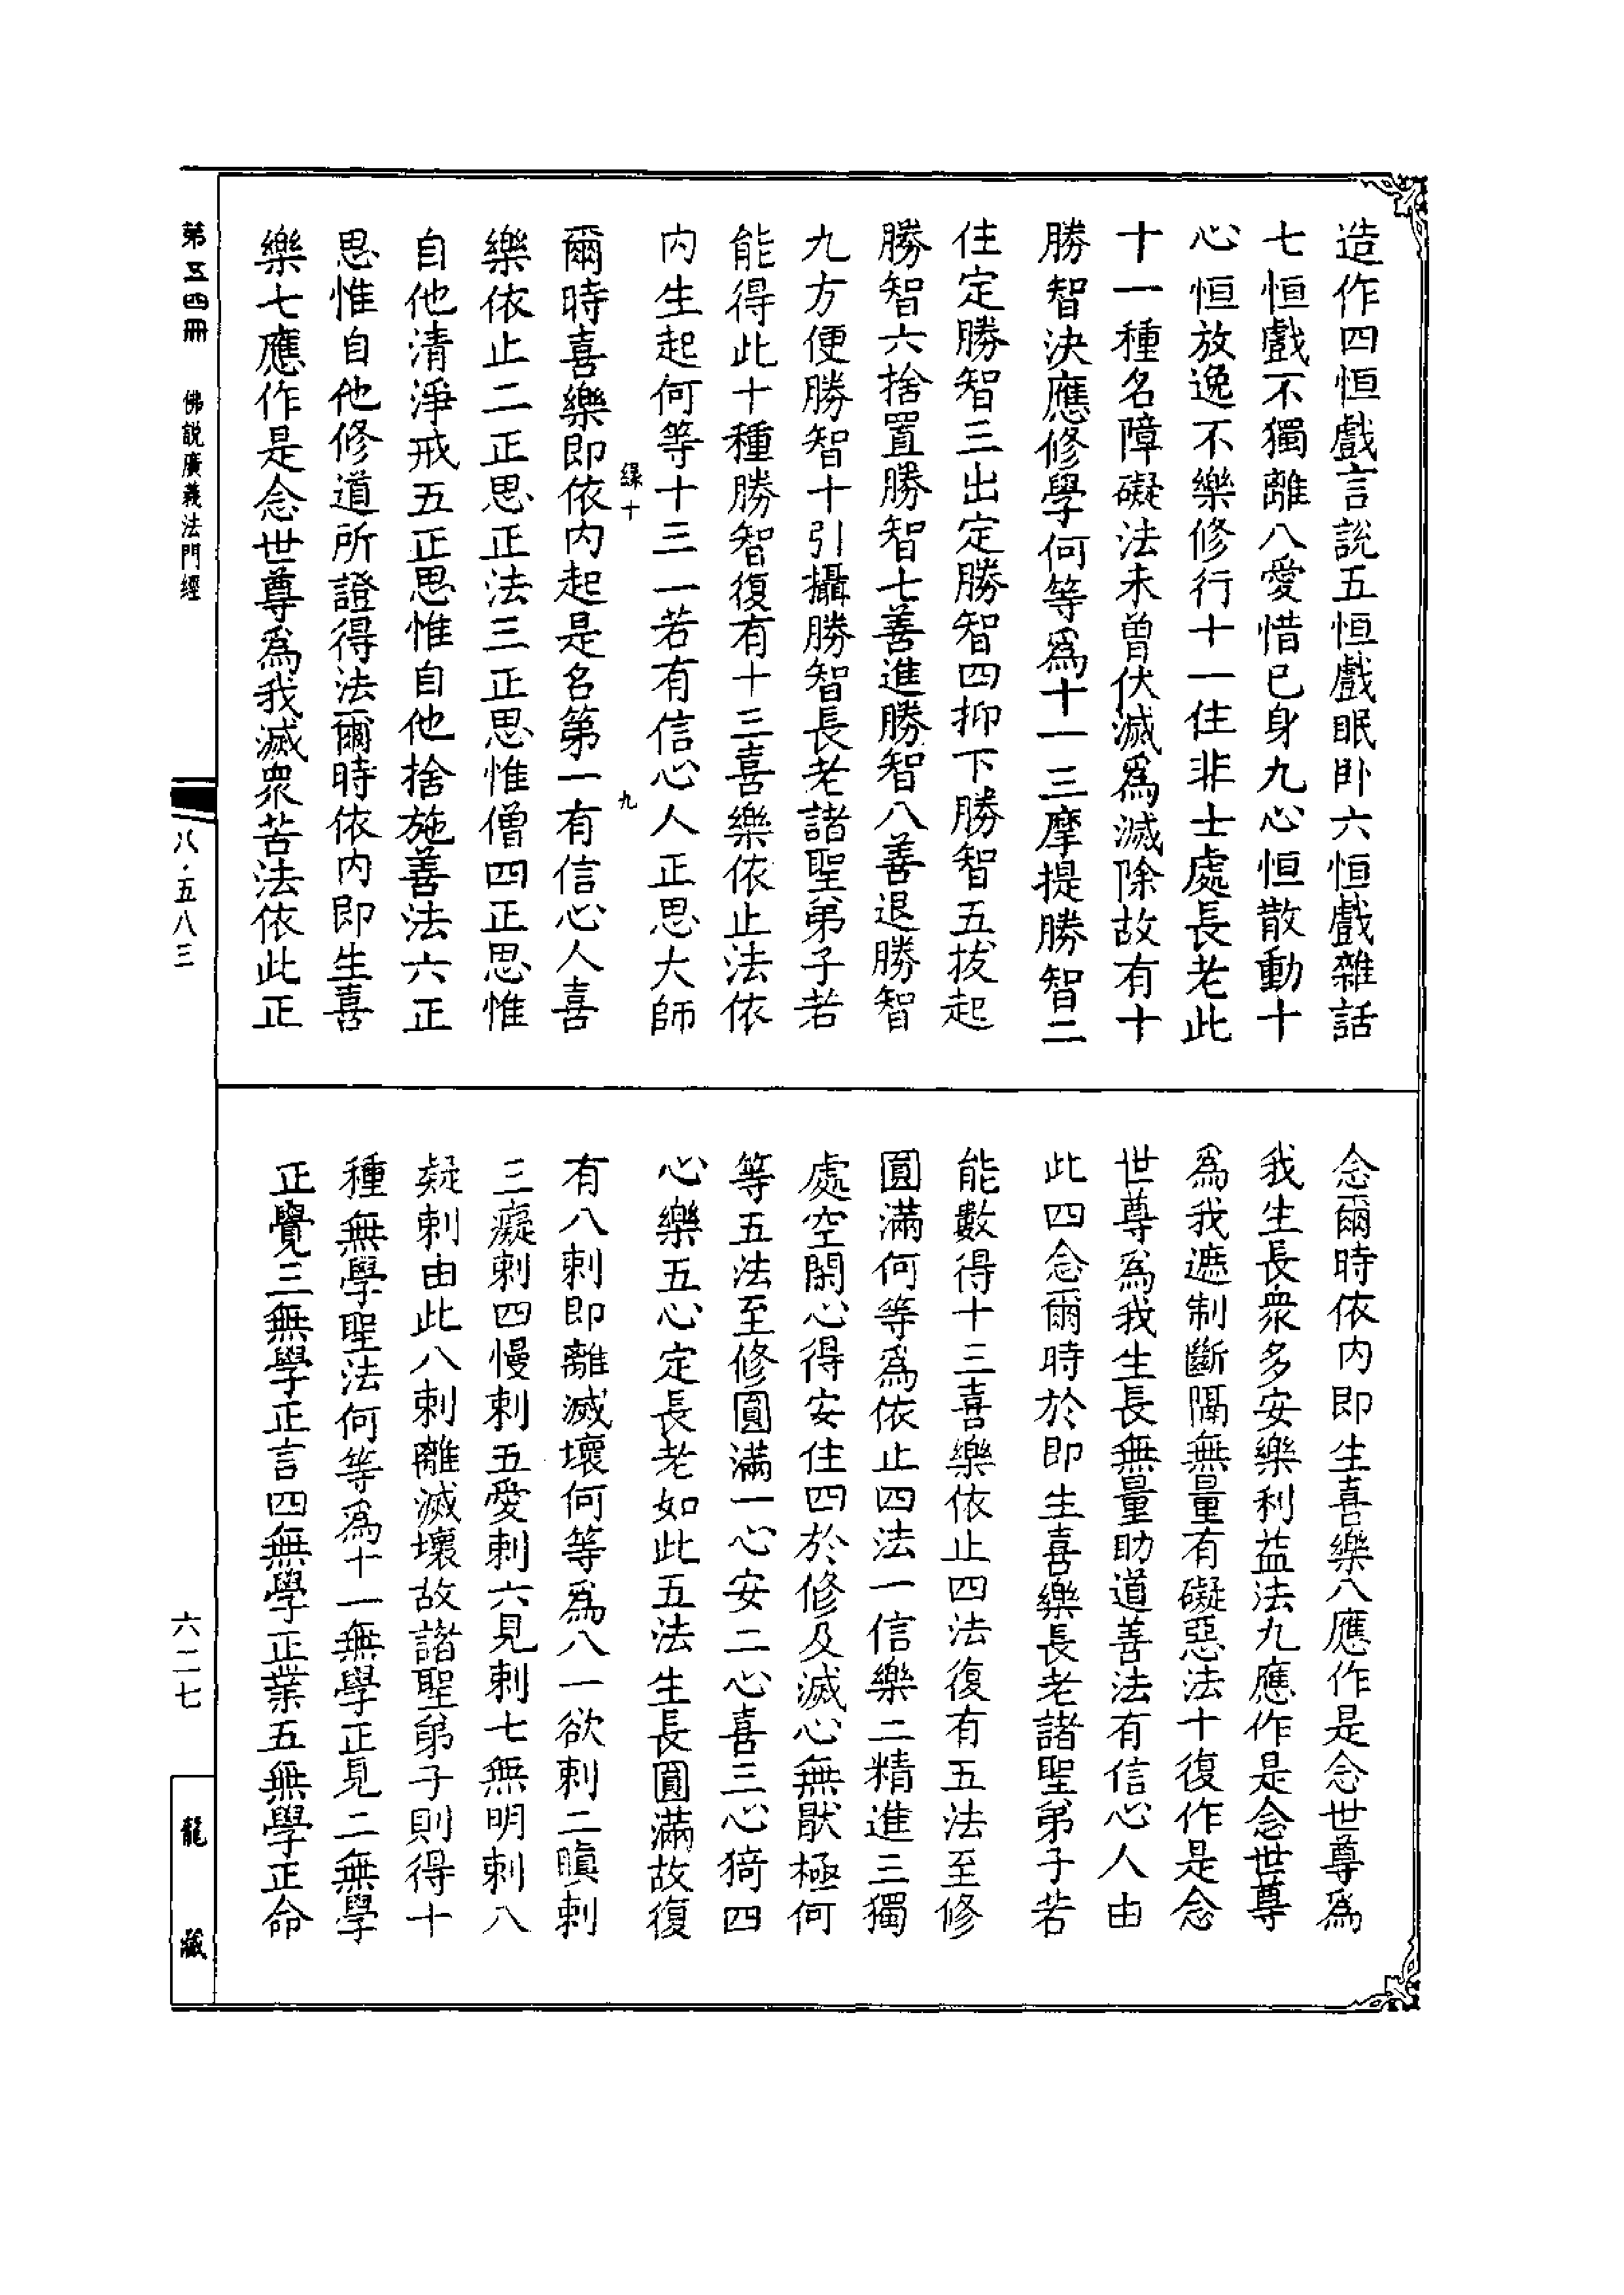 造作四恒戲言説五恒戲眠卧六恒戲雜話
七恒戲不獨離八愛惜已身九心恒散動十
心恒放逸不樂修行十一住非士處長老此
十一種名障礙法未曾伏滅爲滅除故有十
勝智決應修學何等爲十一三摩提勝智二
住定勝智三出定勝智四抑下勝智五拔起
勝智六捨置勝智七善進勝智八善退勝智
九方便勝智十引攝勝智長老諸聖弟子若
能得此十種勝智復有十三喜樂依止法依
内生起何等十三一若有信心人正思大師
緑十 九
爾時喜樂即依内起是名第一有信心人喜
樂依止二正思正法三正思惟僧四正思惟
自他清淨戒五正思惟自他捨施善法六正
思惟自他修道所證得法爾時依内即生喜
樂七應作是念世尊爲我滅衆苦法依此正
念爾時依内即生喜樂八應作是念世尊爲
我生長衆多安樂利益法九應作是念世尊
爲我遮制斷隔無量有礙惡法十復作是念
世尊爲我生長無量助道善法有信心人由
此四念爾時於即生喜樂長老諸聖弟子若
能數得十三喜樂依止四法復有五法至修
圓滿何等爲依止四法一信樂二精進三獨
處空閑心得安住四於修及滅心無猒極何
等五法至修圓滿一心安二心喜三心猗四
心樂五心定長老如此五法生長圓滿故復
有八刺即離滅壞何等爲八一欲刺二瞋刺
三癡刺四慢刺五愛刺六見刺七無明刺八
疑刺由此八刺離滅壞故諸聖弟子則得十
種無學聖法何等爲十一無學正見二無學
正覺三無學正言四無學正業五無學正命
第五四冊 佛説廣義法門經
八·五八三
六二七
龍藏